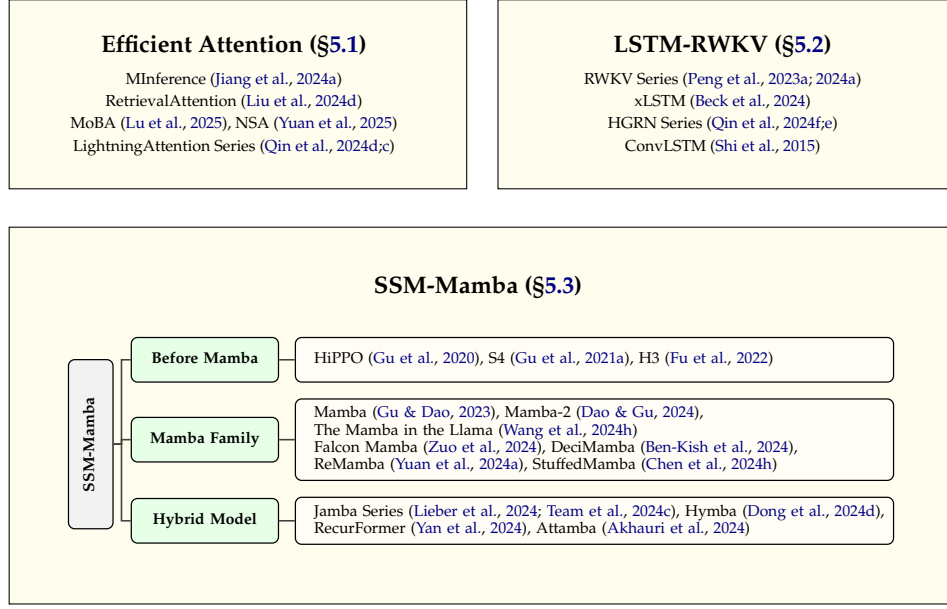 Efficient Attention (§5.1)
MInference (Jiang et al., 2024a)
RetrievalAttention (Liu et al., 2024d)
MoBA (Lu et al., 2025), NSA (Yuan et al., 2025)
LightningAttention Series (Qin et al., 2024d;c)
LSTM-RWKV (§5.2)
RWKV Series (Peng et al., 2023a; 2024a)
xLSTM (Beck et al., 2024)
HGRN Series (Qin et al., 2024f;e)
ConvLSTM (Shi et al., 2015)
SSM-Mamba (§5.3)
SSM-Mamba
Before Mamba
HiPPO (Gu et al., 2020), S4 (Gu et al., 2021a), H3 (Fu et al., 2022)
Mamba Family
Mamba (Gu & Dao, 2023), Mamba-2 (Dao & Gu, 2024),
The Mamba in the Llama (Wang et al., 2024h)
Falcon Mamba (Zuo et al., 2024), DeciMamba (Ben-Kish et al., 2024),
ReMamba (Yuan et al., 2024a), StuffedMamba (Chen et al., 2024h)
Hybrid Model
Jamba Series (Lieber et al., 2024; Team et al., 2024c), Hymba (Dong et al., 2024d),
RecurFormer (Yan et al., 2024), Attamba (Akhauri et al., 2024)